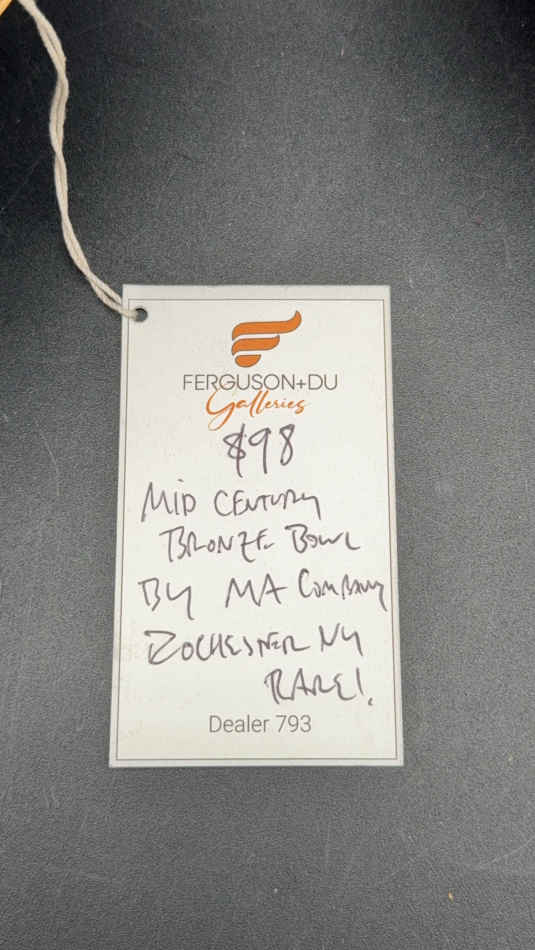 FERGUSON+DU
Galleries
$98
MID CENTURY
BRONZE BOWL
BY MA COMPANY
ROCHESTER NY
RARE!
Dealer 793